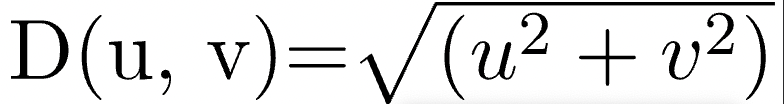 D(u, v)=√(u² + v²)